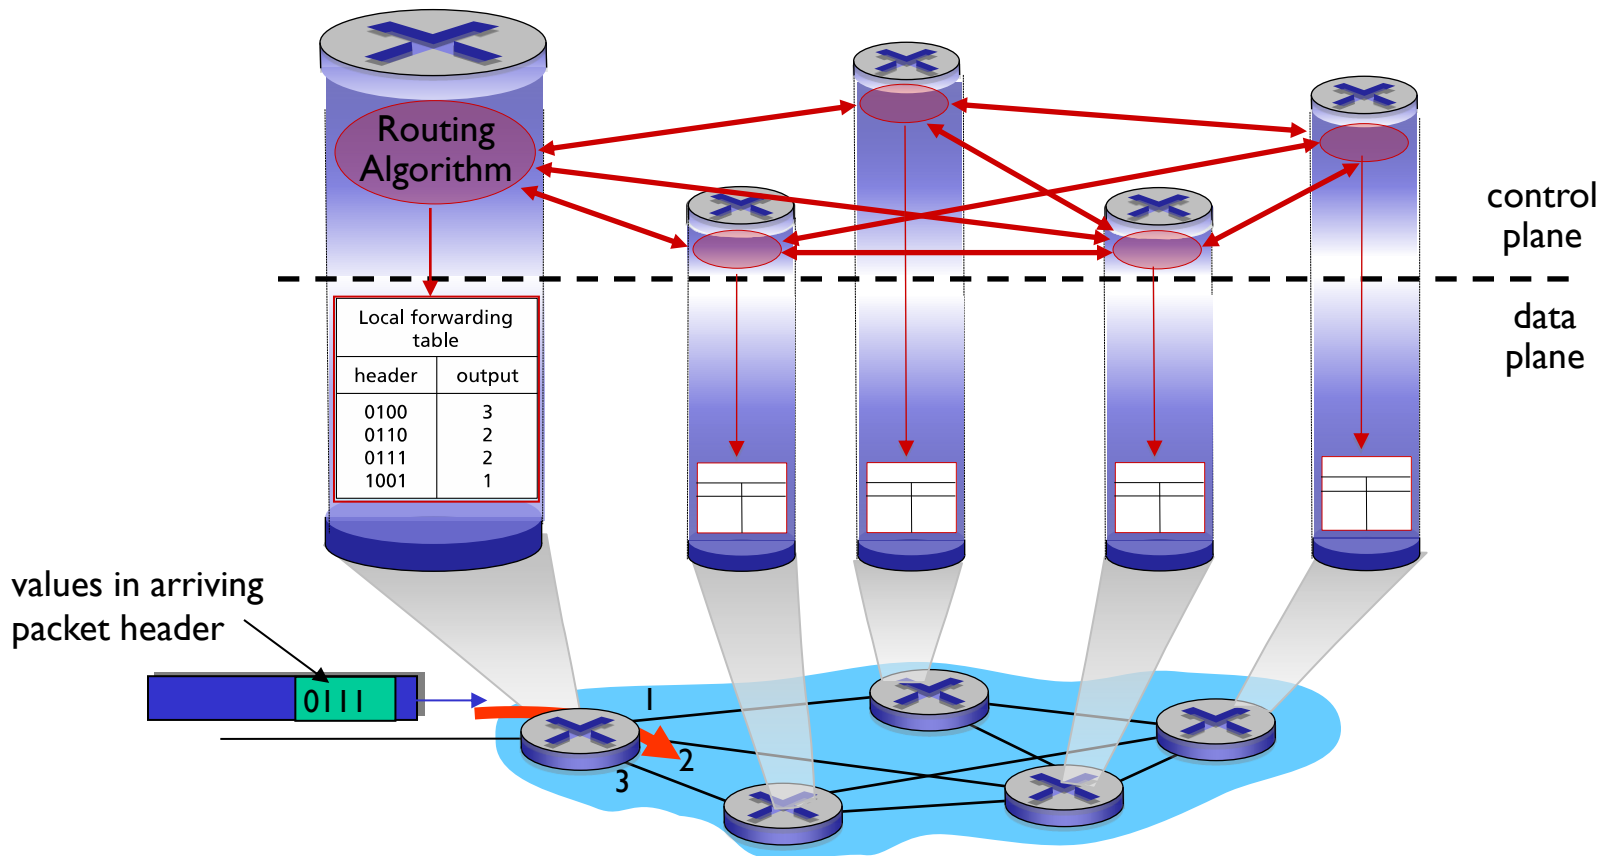 Routing
Algorithm
control
plane
data
plane
Local forwarding
table
header output
0100 3
0110 2
0111 2
1001 1
values in arriving
packet header
0111
1
2
3